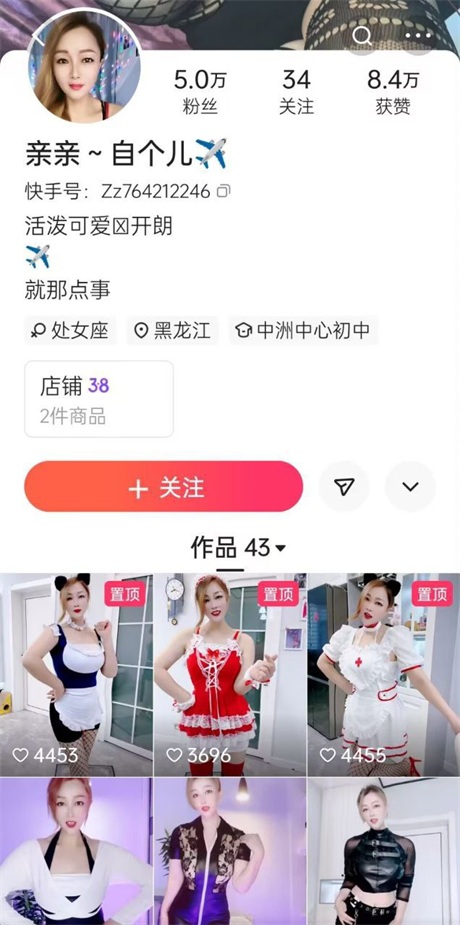 5.0万
粉丝
34
关注
8.4万
获赞
亲亲～自个儿✈️
快手号：Zz764212246
活泼可爱 开朗
✈️
就那点事
处女座
黑龙江
中洲中心初中
店铺 38
2件商品
+ 关注
作品 43
置顶
置顶
置顶
4453
3696
4455